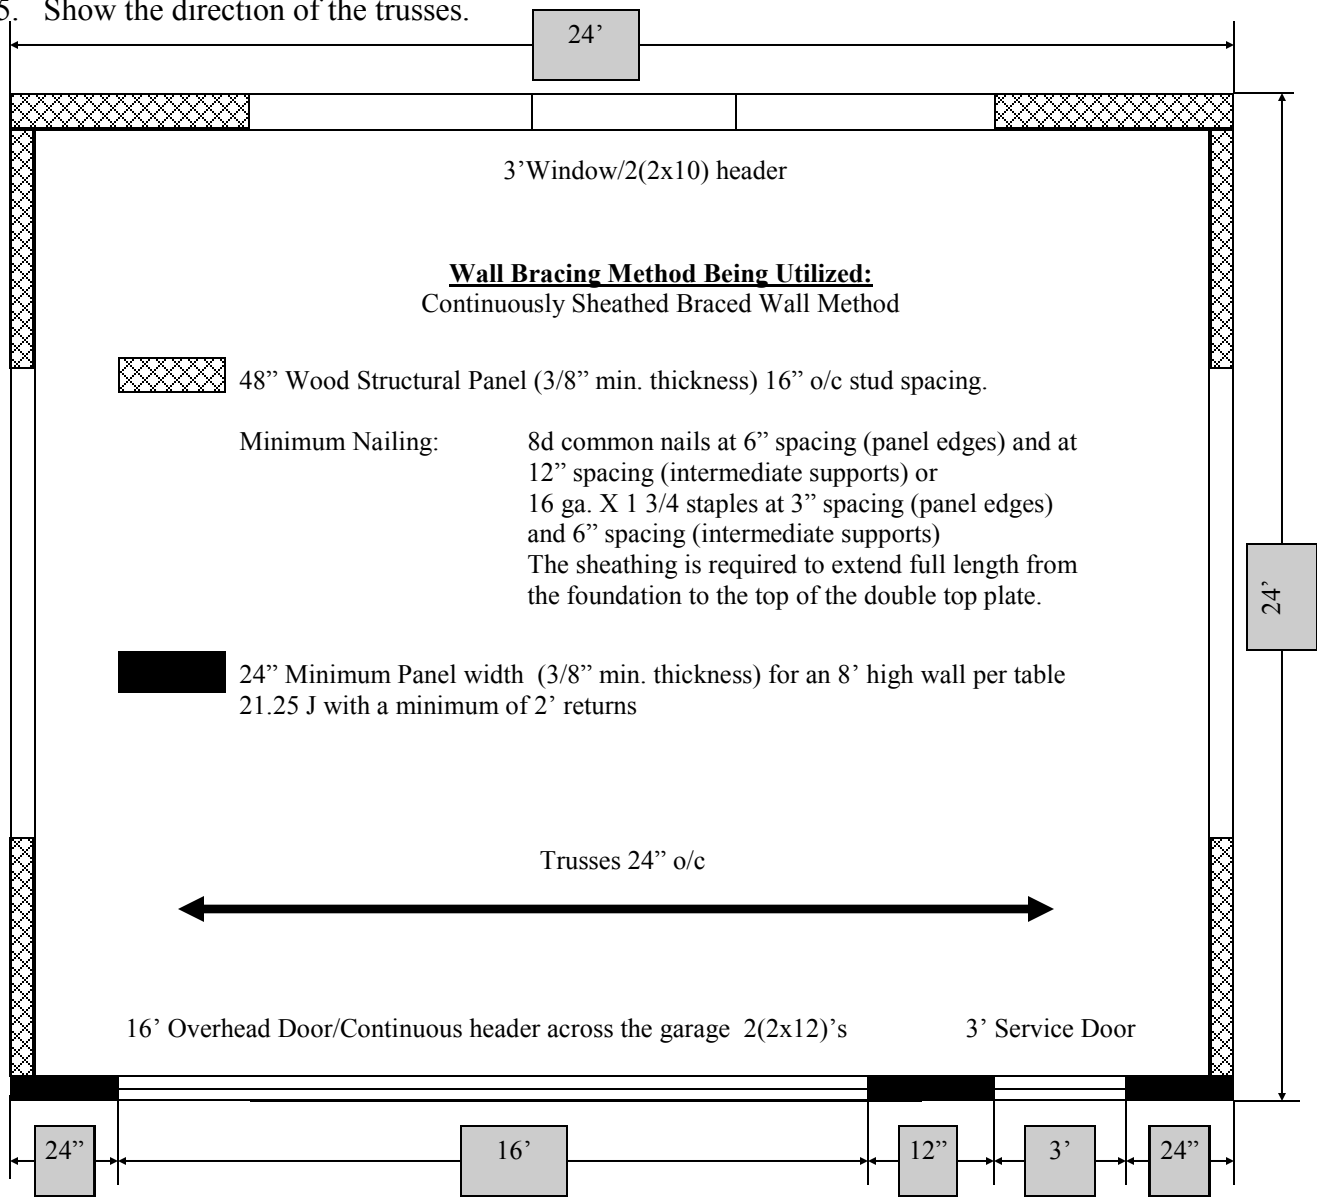 5. Show the direction of the trusses.
24’
3’Window/2(2x10) header
Wall Bracing Method Being Utilized:
Continuously Sheathed Braced Wall Method
48” Wood Structural Panel (3/8” min. thickness) 16” o/c stud spacing.
Minimum Nailing: 8d common nails at 6” spacing (panel edges) and at
12” spacing (intermediate supports) or
16 ga. X 1 3/4 staples at 3” spacing (panel edges)
and 6” spacing (intermediate supports)
The sheathing is required to extend full length from
the foundation to the top of the double top plate.
24’
24” Minimum Panel width (3/8” min. thickness) for an 8’ high wall per table
21.25 J with a minimum of 2’ returns
Trusses 24” o/c
16’ Overhead Door/Continuous header across the garage 2(2x12)’s
3’ Service Door
24”
16’
12”
3’
24”